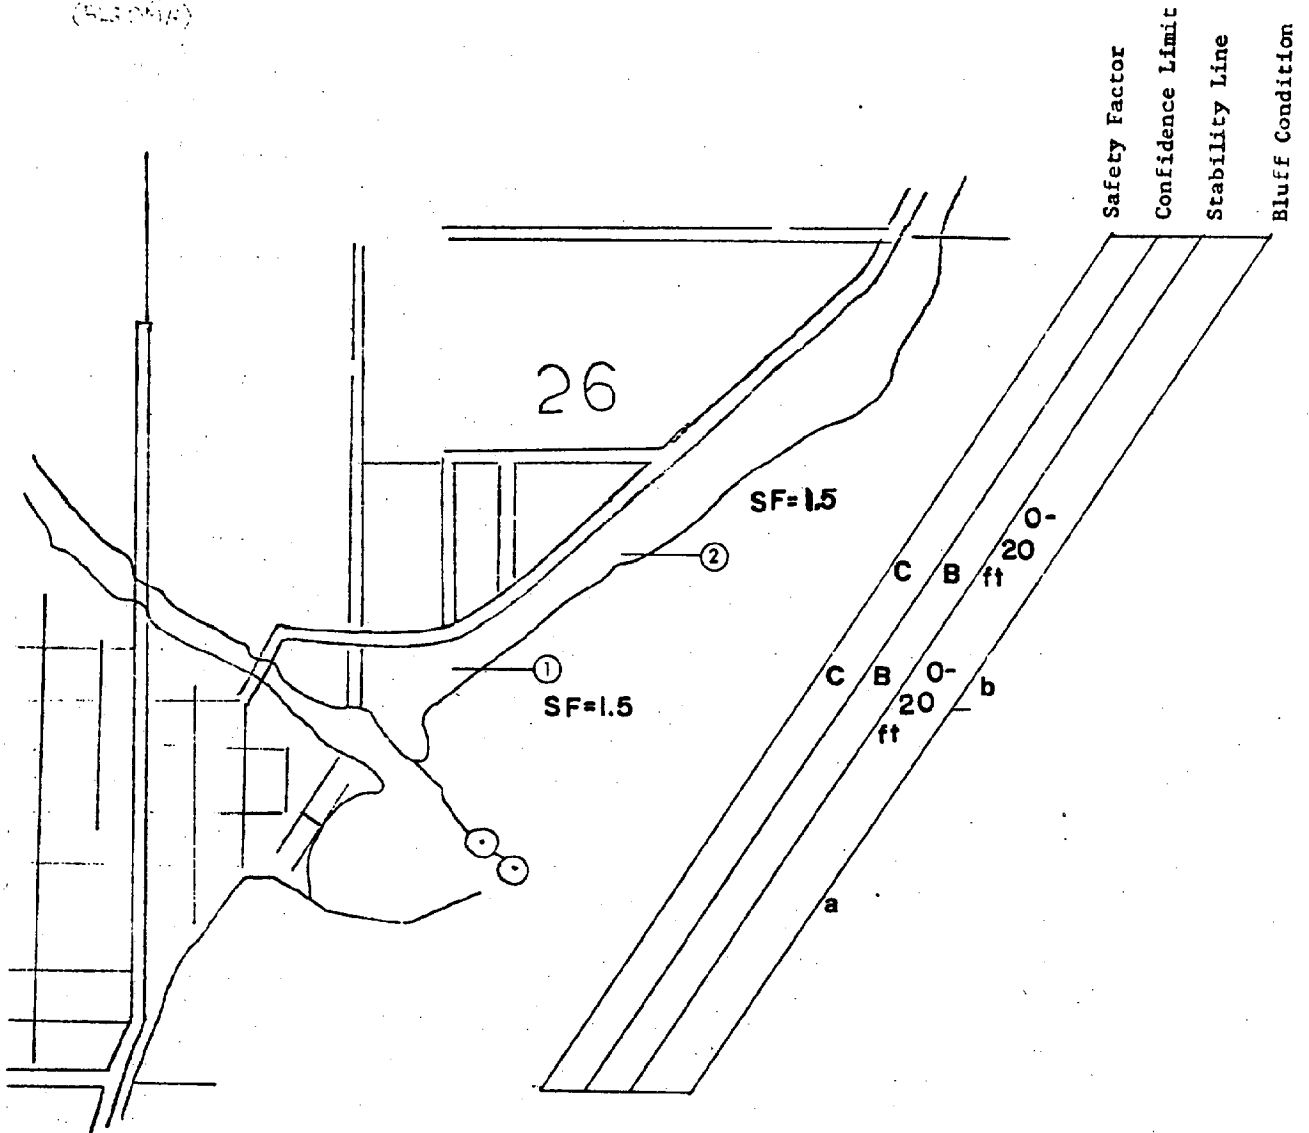 Safety Factor
Confidence Limit
Stability Line
Bluff Condition
26
SF=1.5
2
0-
20
ft
C
B
1
SF=1.5
C
B
0-
20
ft
b
a